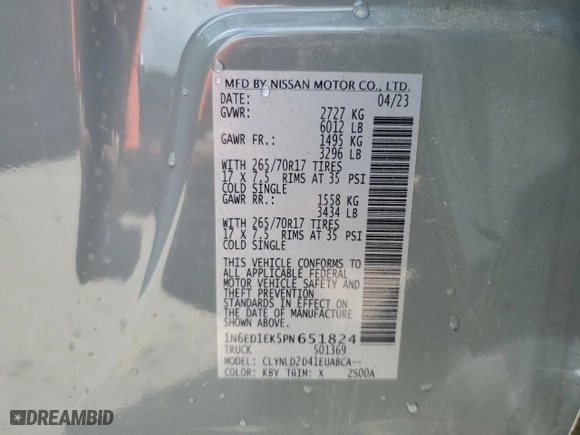 MFD BY NISSAN MOTOR CO., LTD.
DATE: 04/23
GVWR: 2727 KG
6012 LB
GAWR FR.: 1495 KG
3296 LB
WITH 265/70R17 TIRES
17 X 7.5 RIMS AT 35 PSI
COLD SINGLE
GAWR RR.: 1558 KG
3434 LB
WITH 265/70R17 TIRES
17 X 7.5 RIMS AT 35 PSI
COLD SINGLE
THIS VEHICLE CONFORMS TO
ALL APPLICABLE FEDERAL
MOTOR VEHICLE SAFETY
AND THEFT PREVENTION
STANDARDS IN EFFECT ON
THE DATE OF MANUFACTURE
SHOWN ABOVE.
1N6ED1EK5PN651824
TRUCK 501369
MODEL: CLYNLD2D41EUABCA--
COLOR: KBY TRIM: X ZS00A
DREAMBID